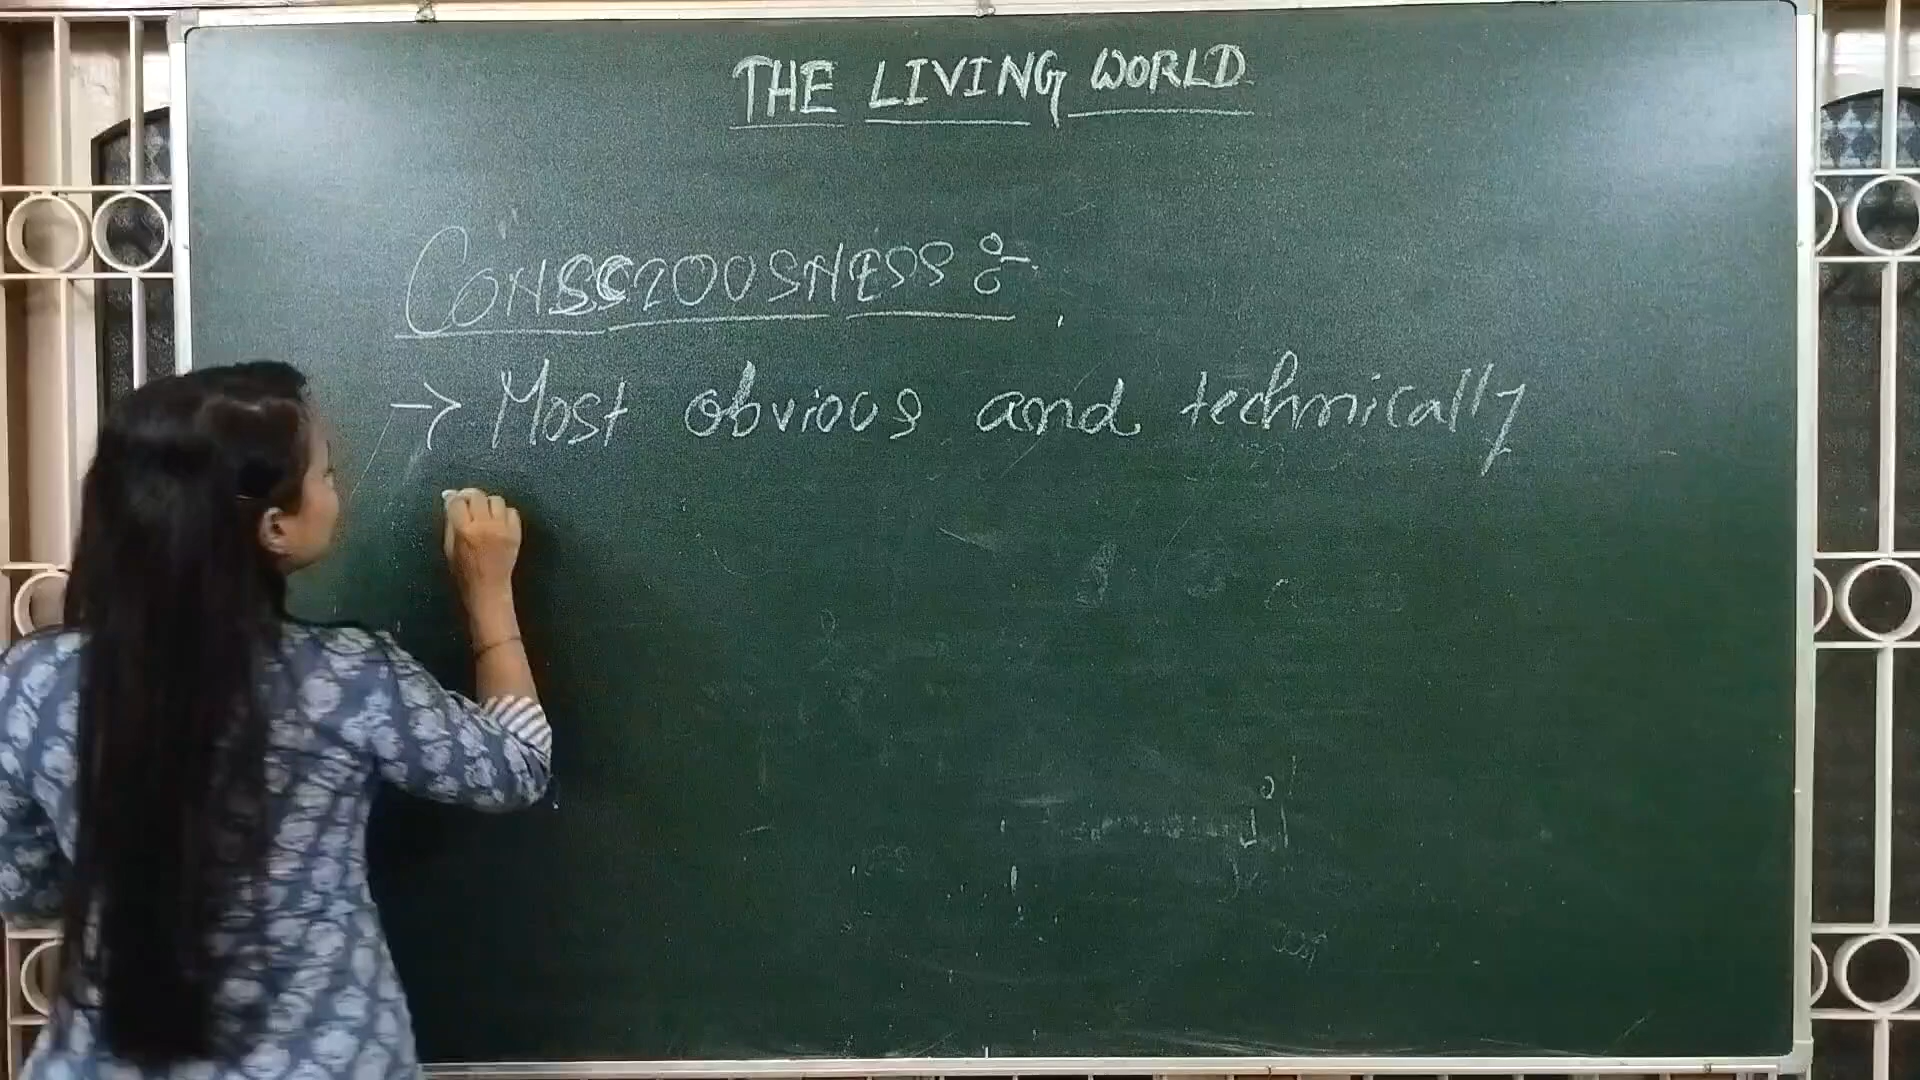 THE LIVING WORLD
CONSCIOUSNESS :-
→ Most obvious and technically